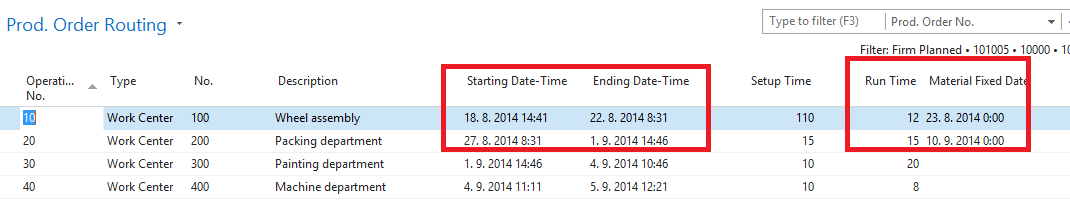 Prod. Order Routing
Type to filter (F3) Prod. Order No.
Filter: Firm Planned • 101005 • 10000 • 10
Operati... No. Type No. Description Starting Date-Time Ending Date-Time Setup Time Run Time Material Fixed Date
10 Work Center 100 Wheel assembly 18. 8. 2014 14:41 22. 8. 2014 8:31 110 12 23. 8. 2014 0:00
20 Work Center 200 Packing department 27. 8. 2014 8:31 1. 9. 2014 14:46 15 15 10. 9. 2014 0:00
30 Work Center 300 Painting department 1. 9. 2014 14:46 4. 9. 2014 10:46 10 20
40 Work Center 400 Machine department 4. 9. 2014 11:11 5. 9. 2014 12:21 10 8